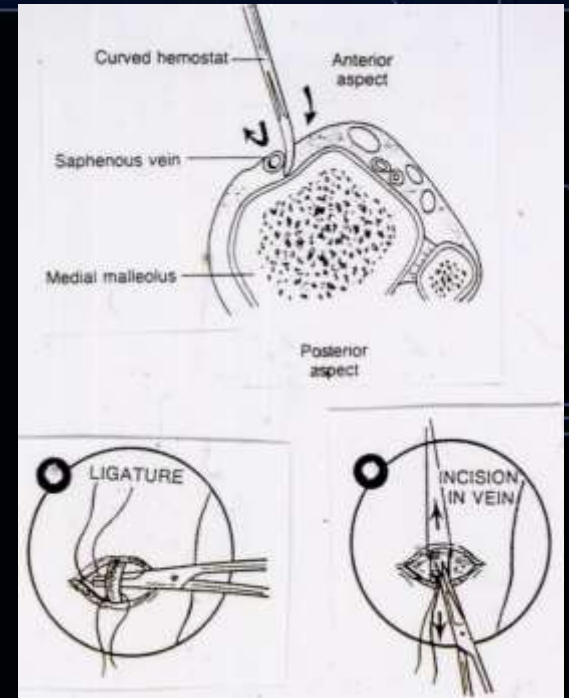 Curved hemostat
Anterior
aspect
Saphenous vein
Medial malleolus
Posterior
aspect
LIGATURE
INCISION
IN VEIN